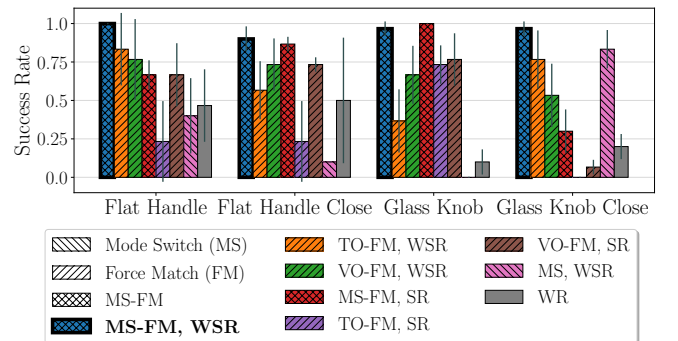 1.0
0.75
0.5
0.25
0.0
Success Rate
Flat Handle Flat Handle Close Glass Knob Glass Knob Close
Mode Switch (MS)
Force Match (FM)
MS-FM
MS-FM, WSR
TO-FM, WSR
VO-FM, WSR
MS-FM, SR
TO-FM, SR
VO-FM, SR
MS, WSR
WR